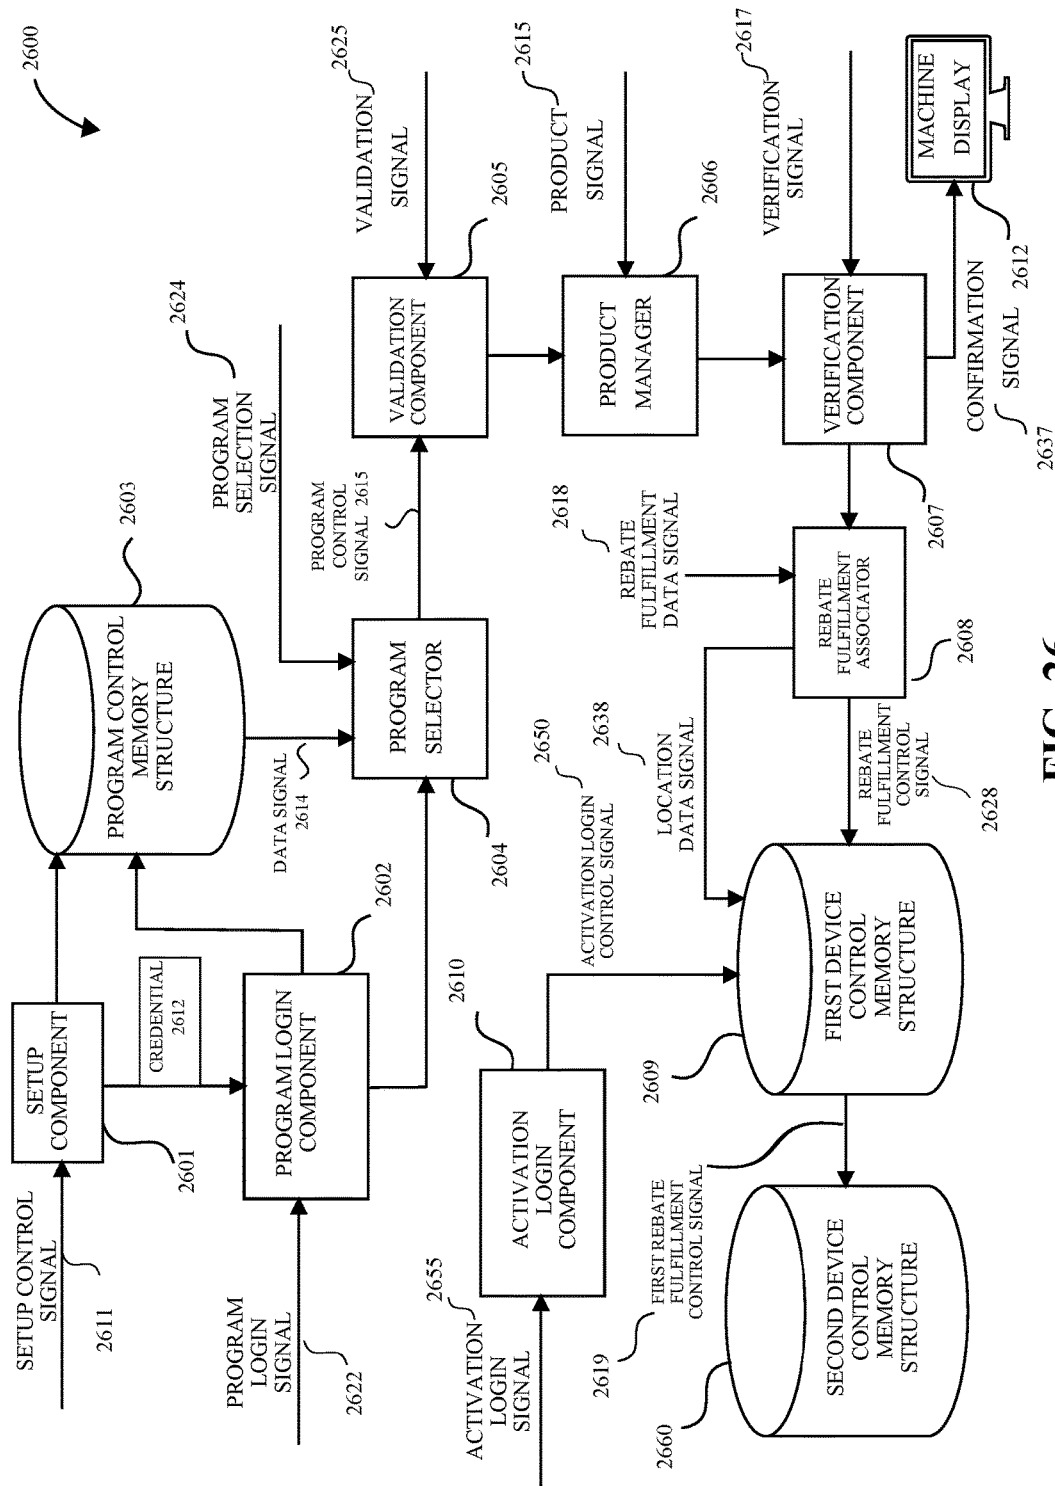 2600
SETUP CONTROL
SIGNAL
2611
SETUP
COMPONENT
2601
CREDENTIAL
2612
PROGRAM
LOGIN
SIGNAL
2622
PROGRAM LOGIN
COMPONENT
2602
PROGRAM CONTROL
MEMORY
STRUCTURE
2603
DATA SIGNAL
2614
PROGRAM
SELECTION
SIGNAL
2624
PROGRAM
SELECTOR
2604
PROGRAM
CONTROL
SIGNAL 2615
VALIDATION
SIGNAL
2625
VALIDATION
COMPONENT
2605
PRODUCT
SIGNAL
2615
PRODUCT
MANAGER
2606
VERIFICATION
SIGNAL
2617
VERIFICATION
COMPONENT
2607
MACHINE
DISPLAY
2612
CONFIRMATION
SIGNAL
2637
REBATE
FULFILLMENT
DATA SIGNAL
2618
REBATE
FULFILLMENT
ASSOCIATOR
2608
LOCATION
DATA SIGNAL
2638
REBATE
FULFILLMENT
CONTROL
SIGNAL
2628
ACTIVATION LOGIN
CONTROL SIGNAL
2650
ACTIVATION
LOGIN
SIGNAL
2655
ACTIVATION
LOGIN
COMPONENT
2610
FIRST DEVICE
CONTROL
MEMORY
STRUCTURE
2609
FIRST REBATE
FULFILLMENT
CONTROL SIGNAL
2619
SECOND DEVICE
CONTROL
MEMORY
STRUCTURE
2660
FIG. 26